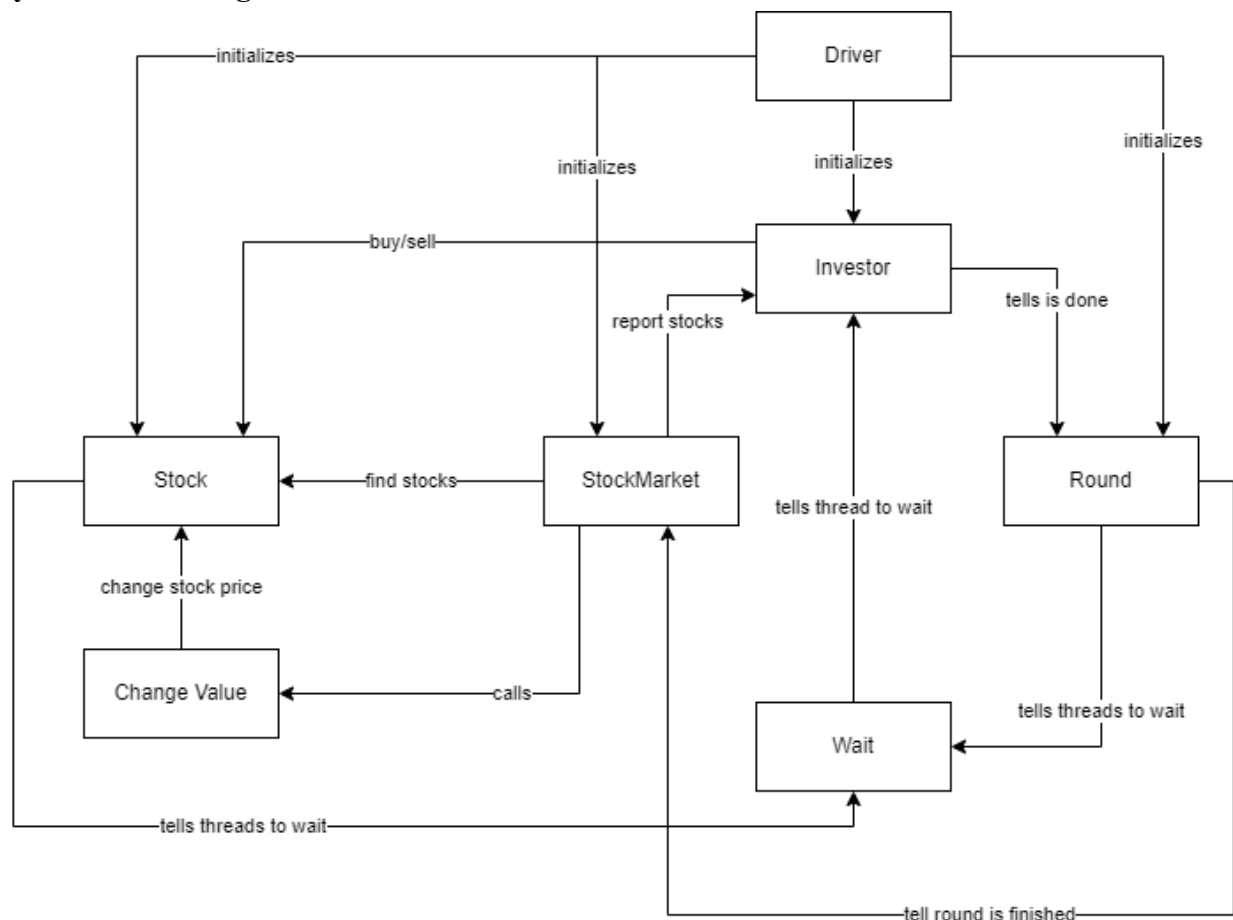 Driver
initializes
initializes
initializes
initializes
buy/sell
Investor
tells is done
report stocks
Stock
find stocks
StockMarket
Round
tells thread to wait
change stock price
Change Value
calls
tells threads to wait
Wait
tells threads to wait
tell round is finished